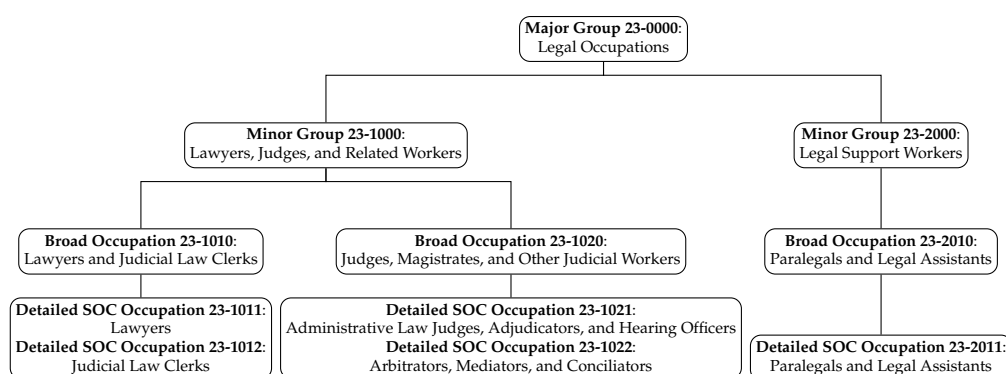 Major Group 23-0000:
Legal Occupations
Minor Group 23-1000:
Lawyers, Judges, and Related Workers
Minor Group 23-2000:
Legal Support Workers
Broad Occupation 23-1010:
Lawyers and Judicial Law Clerks
Broad Occupation 23-1020:
Judges, Magistrates, and Other Judicial Workers
Broad Occupation 23-2010:
Paralegals and Legal Assistants
Detailed SOC Occupation 23-1011:
Lawyers
Detailed SOC Occupation 23-1012:
Judicial Law Clerks
Detailed SOC Occupation 23-1021:
Administrative Law Judges, Adjudicators, and Hearing Officers
Detailed SOC Occupation 23-1022:
Arbitrators, Mediators, and Conciliators
Detailed SOC Occupation 23-2011:
Paralegals and Legal Assistants